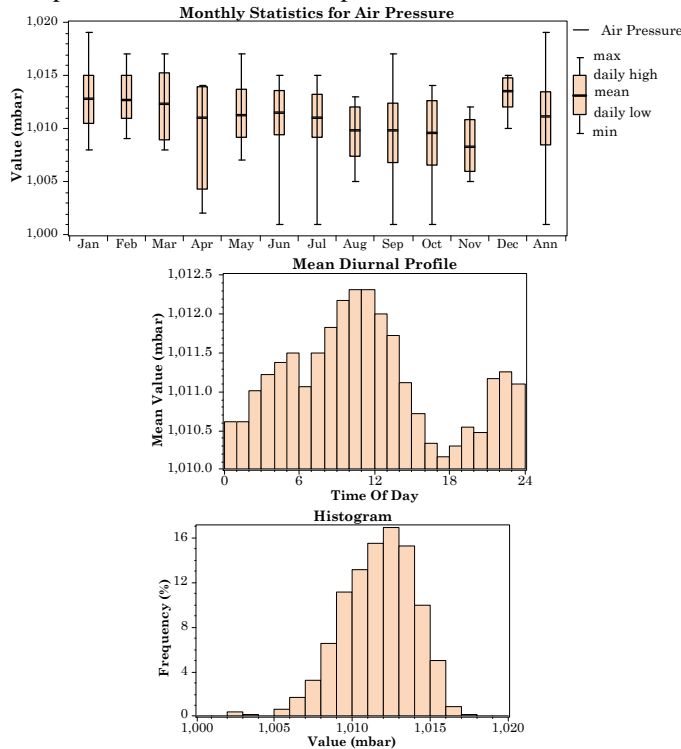 Monthly Statistics for Air Pressure
1,020
1,015
1,010
1,005
1,000
Value (mbar)
Jan Feb Mar Apr May Jun Jul Aug Sep Oct Nov Dec Ann
Air Pressure
max
daily high
mean
daily low
min
Mean Diurnal Profile
1,012.5
1,012.0
1,011.5
1,011.0
1,010.5
1,010.0
Mean Value (mbar)
0 6 12 18 24
Time Of Day
Histogram
16
12
8
4
0
Frequency (%)
1,000 1,005 1,010 1,015 1,020
Value (mbar)